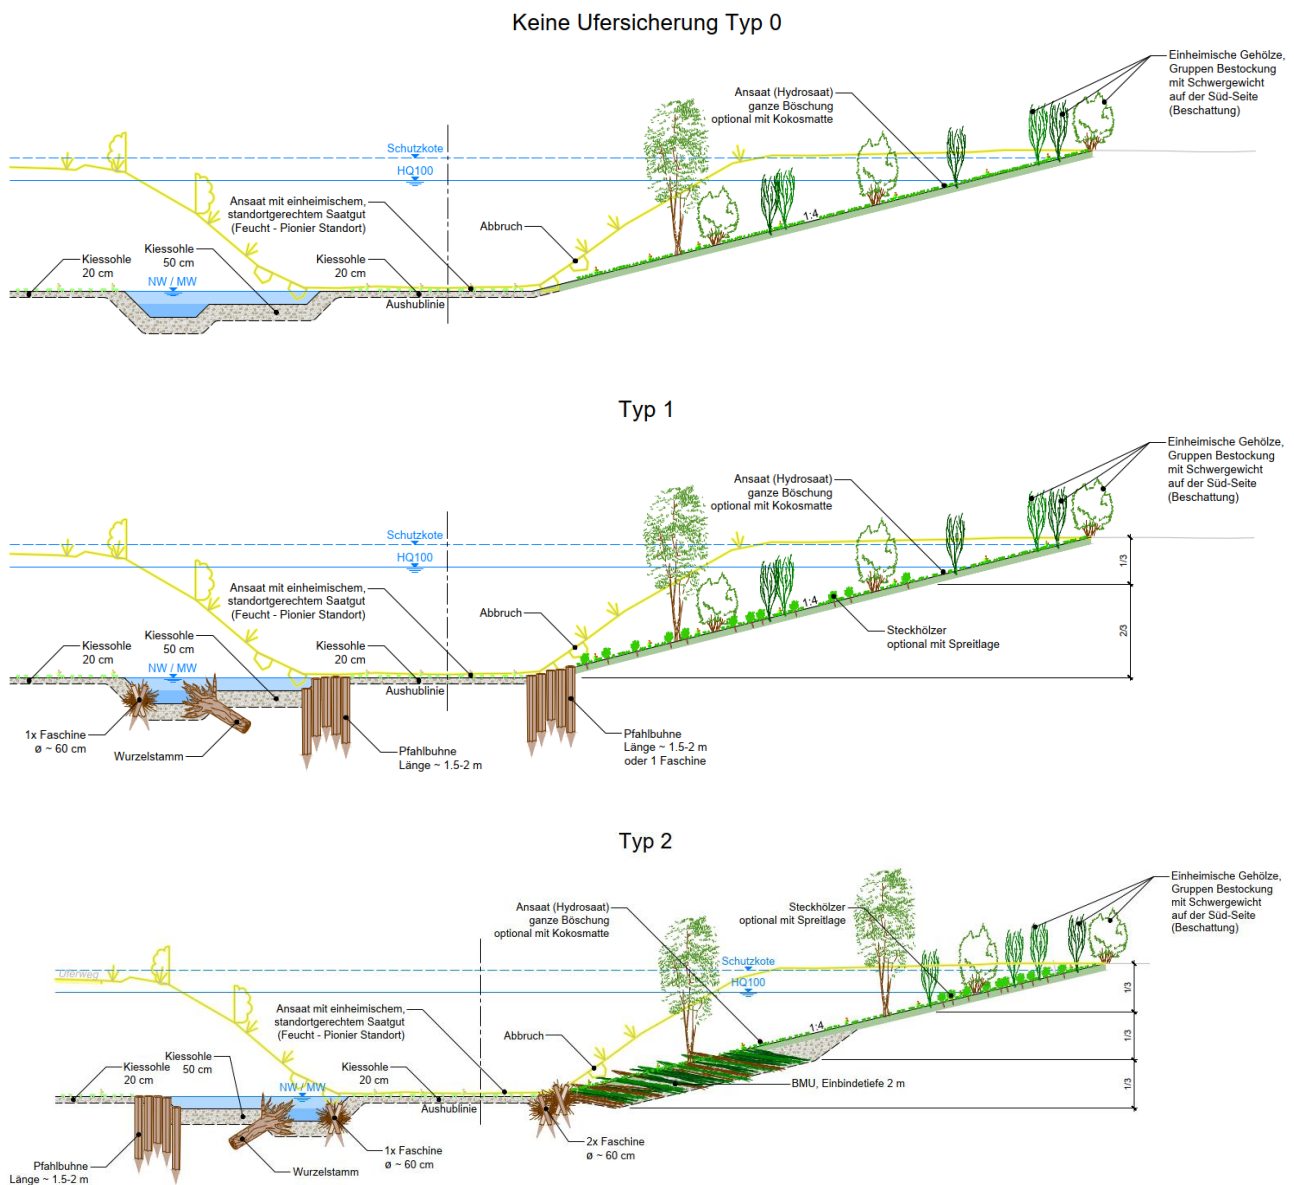 Keine Ufersicherung Typ 0
Einheimische Gehölze,
Gruppen Bestockung
mit Schwergewicht
auf der Süd-Seite
(Beschattung)
Ansaat (Hydrosaat)
ganze Böschung
optional mit Kokosmatte
Schutzkote
HQ100
Ansaat mit einheimischem,
standortgerechtem Saatgut
(Feucht - Pionier Standort)
Abbruch
1:4
Kiessohle
20 cm
Kiessohle
50 cm
NW / MW
Kiessohle
20 cm
Aushublinie
Typ 1
Einheimische Gehölze,
Gruppen Bestockung
mit Schwergewicht
auf der Süd-Seite
(Beschattung)
Ansaat (Hydrosaat)
ganze Böschung
optional mit Kokosmatte
Schutzkote
HQ100
1/3
Ansaat mit einheimischem,
standortgerechtem Saatgut
(Feucht - Pionier Standort)
Abbruch
1:4
2/3
Steckhölzer
optional mit Spreitlage
Kiessohle
20 cm
Kiessohle
50 cm
NW / MW
Kiessohle
20 cm
Aushublinie
1x Faschine
ø ~ 60 cm
Wurzelstamm
Pfahlbuhne
Länge ~ 1.5-2 m
Pfahlbuhne
Länge ~ 1.5-2 m
oder 1 Faschine
Typ 2
Einheimische Gehölze,
Gruppen Bestockung
mit Schwergewicht
auf der Süd-Seite
(Beschattung)
Ansaat (Hydrosaat)
ganze Böschung
optional mit Kokosmatte
Steckhölzer
optional mit Spreitlage
Uferweg
Schutzkote
HQ100
1/3
Ansaat mit einheimischem,
standortgerechtem Saatgut
(Feucht - Pionier Standort)
Abbruch
1:4
1/3
Kiessohle
20 cm
Kiessohle
50 cm
NW / MW
Kiessohle
20 cm
Aushublinie
BMU, Einbindetiefe 2 m
1/3
Pfahlbuhne
Länge ~ 1.5-2 m
Wurzelstamm
1x Faschine
ø ~ 60 cm
2x Faschine
ø ~ 60 cm